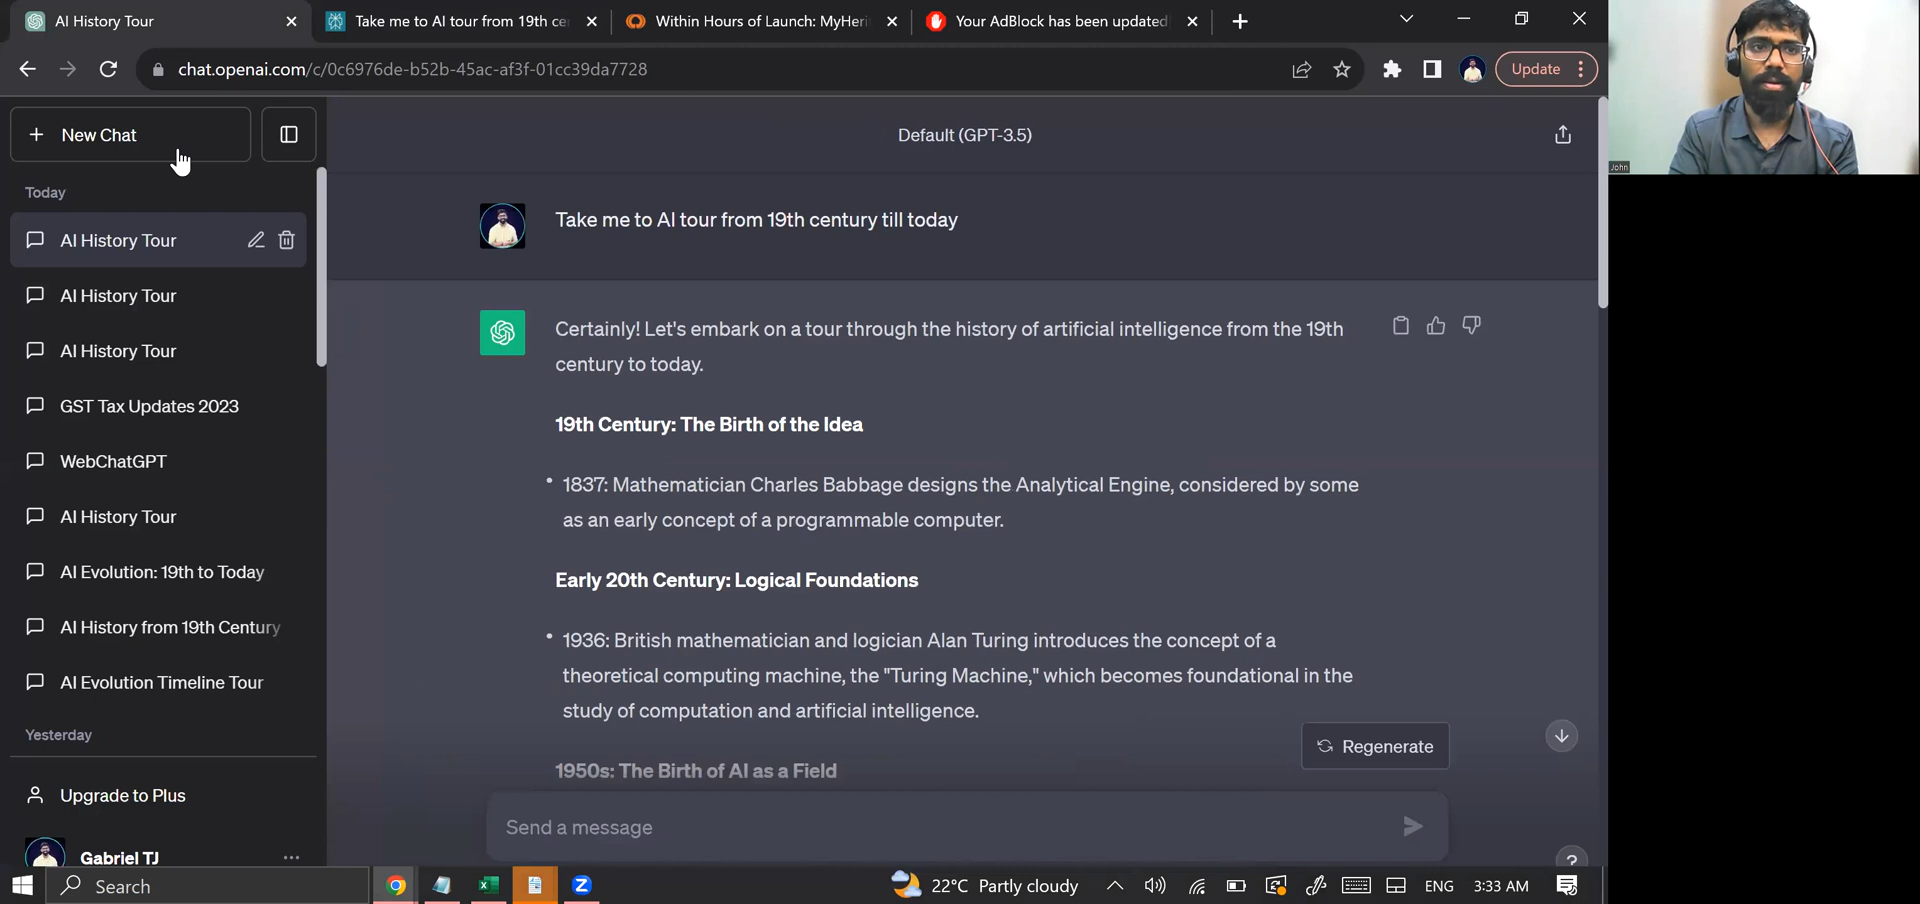 AI History Tour
Take me to AI tour from 19th ce
Within Hours of Launch: MyHeri
Your AdBlock has been updated
chat.openai.com/c/0c6976de-b52b-45ac-af3f-01cc39da7728
Update
John
New Chat
Default (GPT-3.5)
Today
AI History Tour
AI History Tour
AI History Tour
GST Tax Updates 2023
WebChatGPT
AI History Tour
AI Evolution: 19th to Today
AI History from 19th Century
AI Evolution Timeline Tour
Yesterday
Upgrade to Plus
Gabriel TJ
Take me to AI tour from 19th century till today
Certainly! Let's embark on a tour through the history of artificial intelligence from the 19th
century to today.
19th Century: The Birth of the Idea
• 1837: Mathematician Charles Babbage designs the Analytical Engine, considered by some
as an early concept of a programmable computer.
Early 20th Century: Logical Foundations
• 1936: British mathematician and logician Alan Turing introduces the concept of a
theoretical computing machine, the "Turing Machine," which becomes foundational in the
study of computation and artificial intelligence.
1950s: The Birth of AI as a Field
Regenerate
Send a message
?
Search
22°C Partly cloudy
ENG
3:33 AM